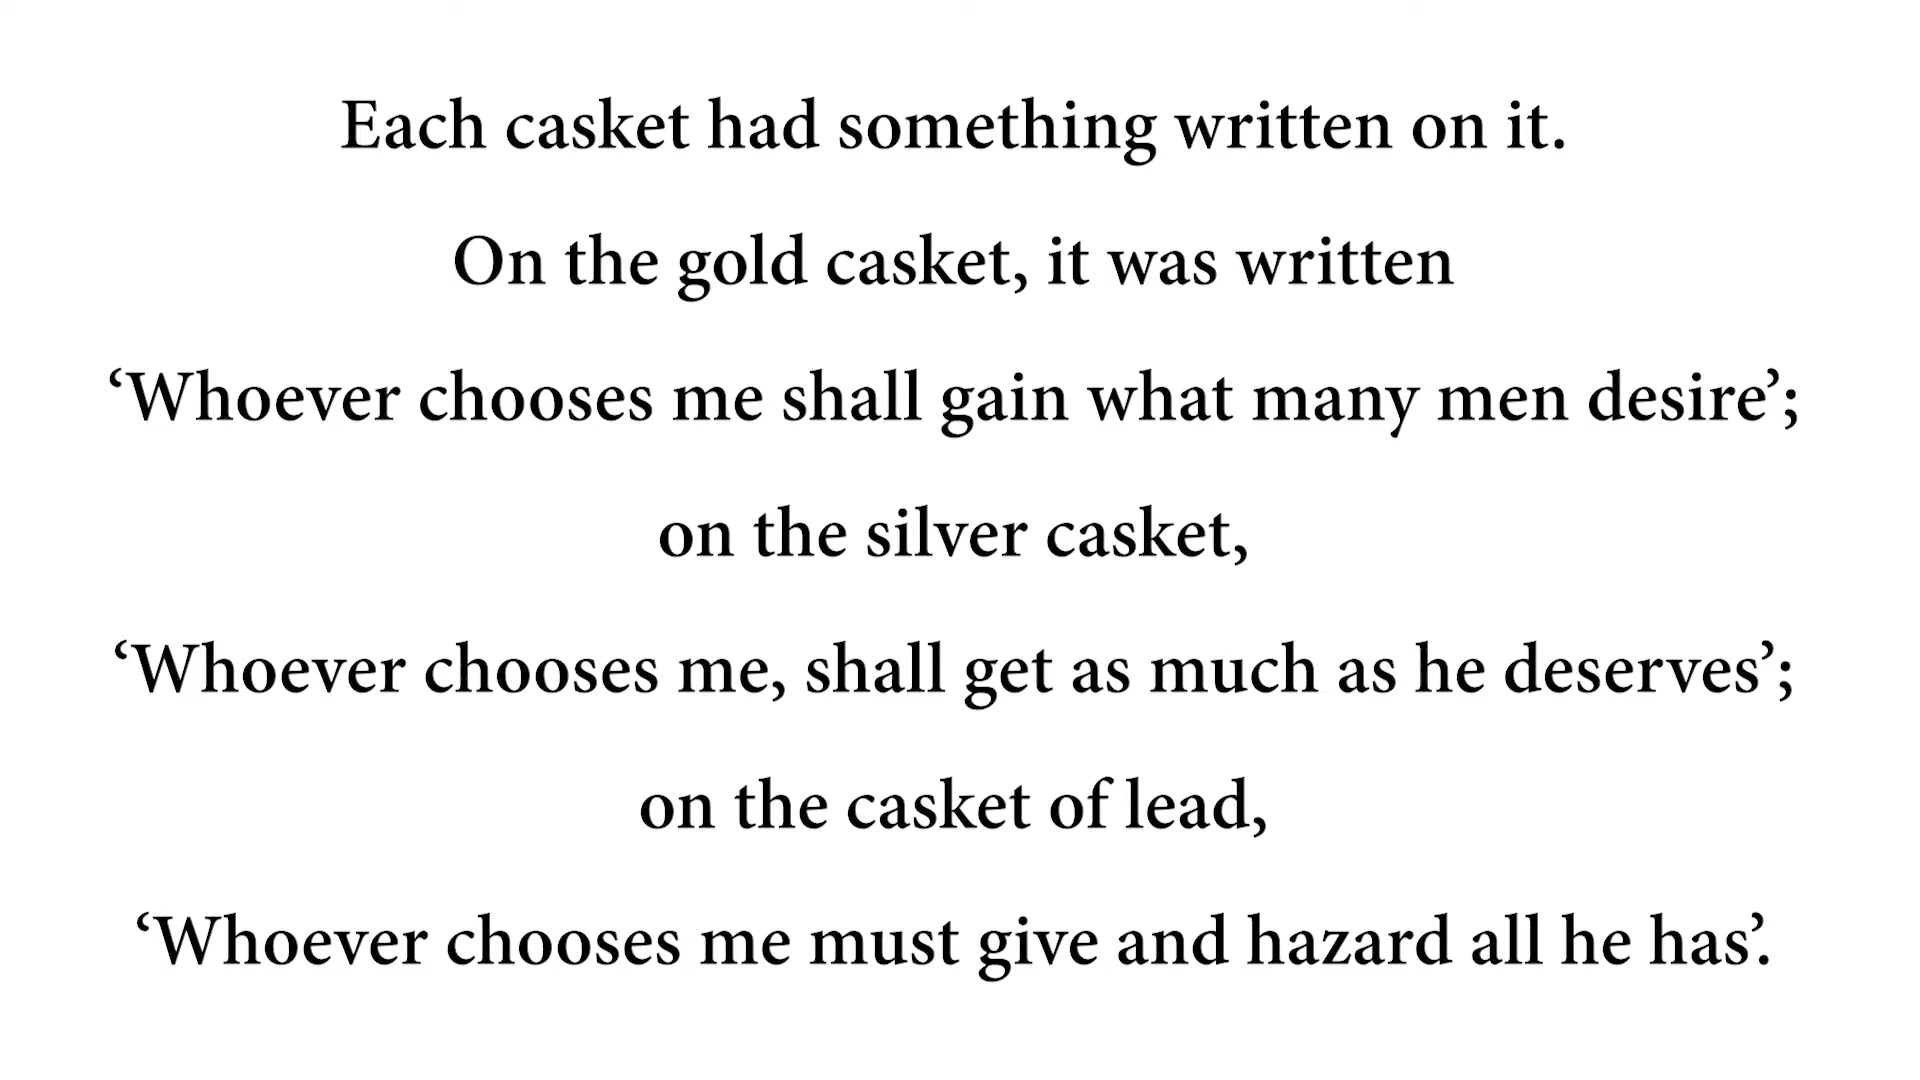 Each casket had something written on it.
On the gold casket, it was written
‘Whoever chooses me shall gain what many men desire’;
on the silver casket,
‘Whoever chooses me, shall get as much as he deserves’;
on the casket of lead,
‘Whoever chooses me must give and hazard all he has’.